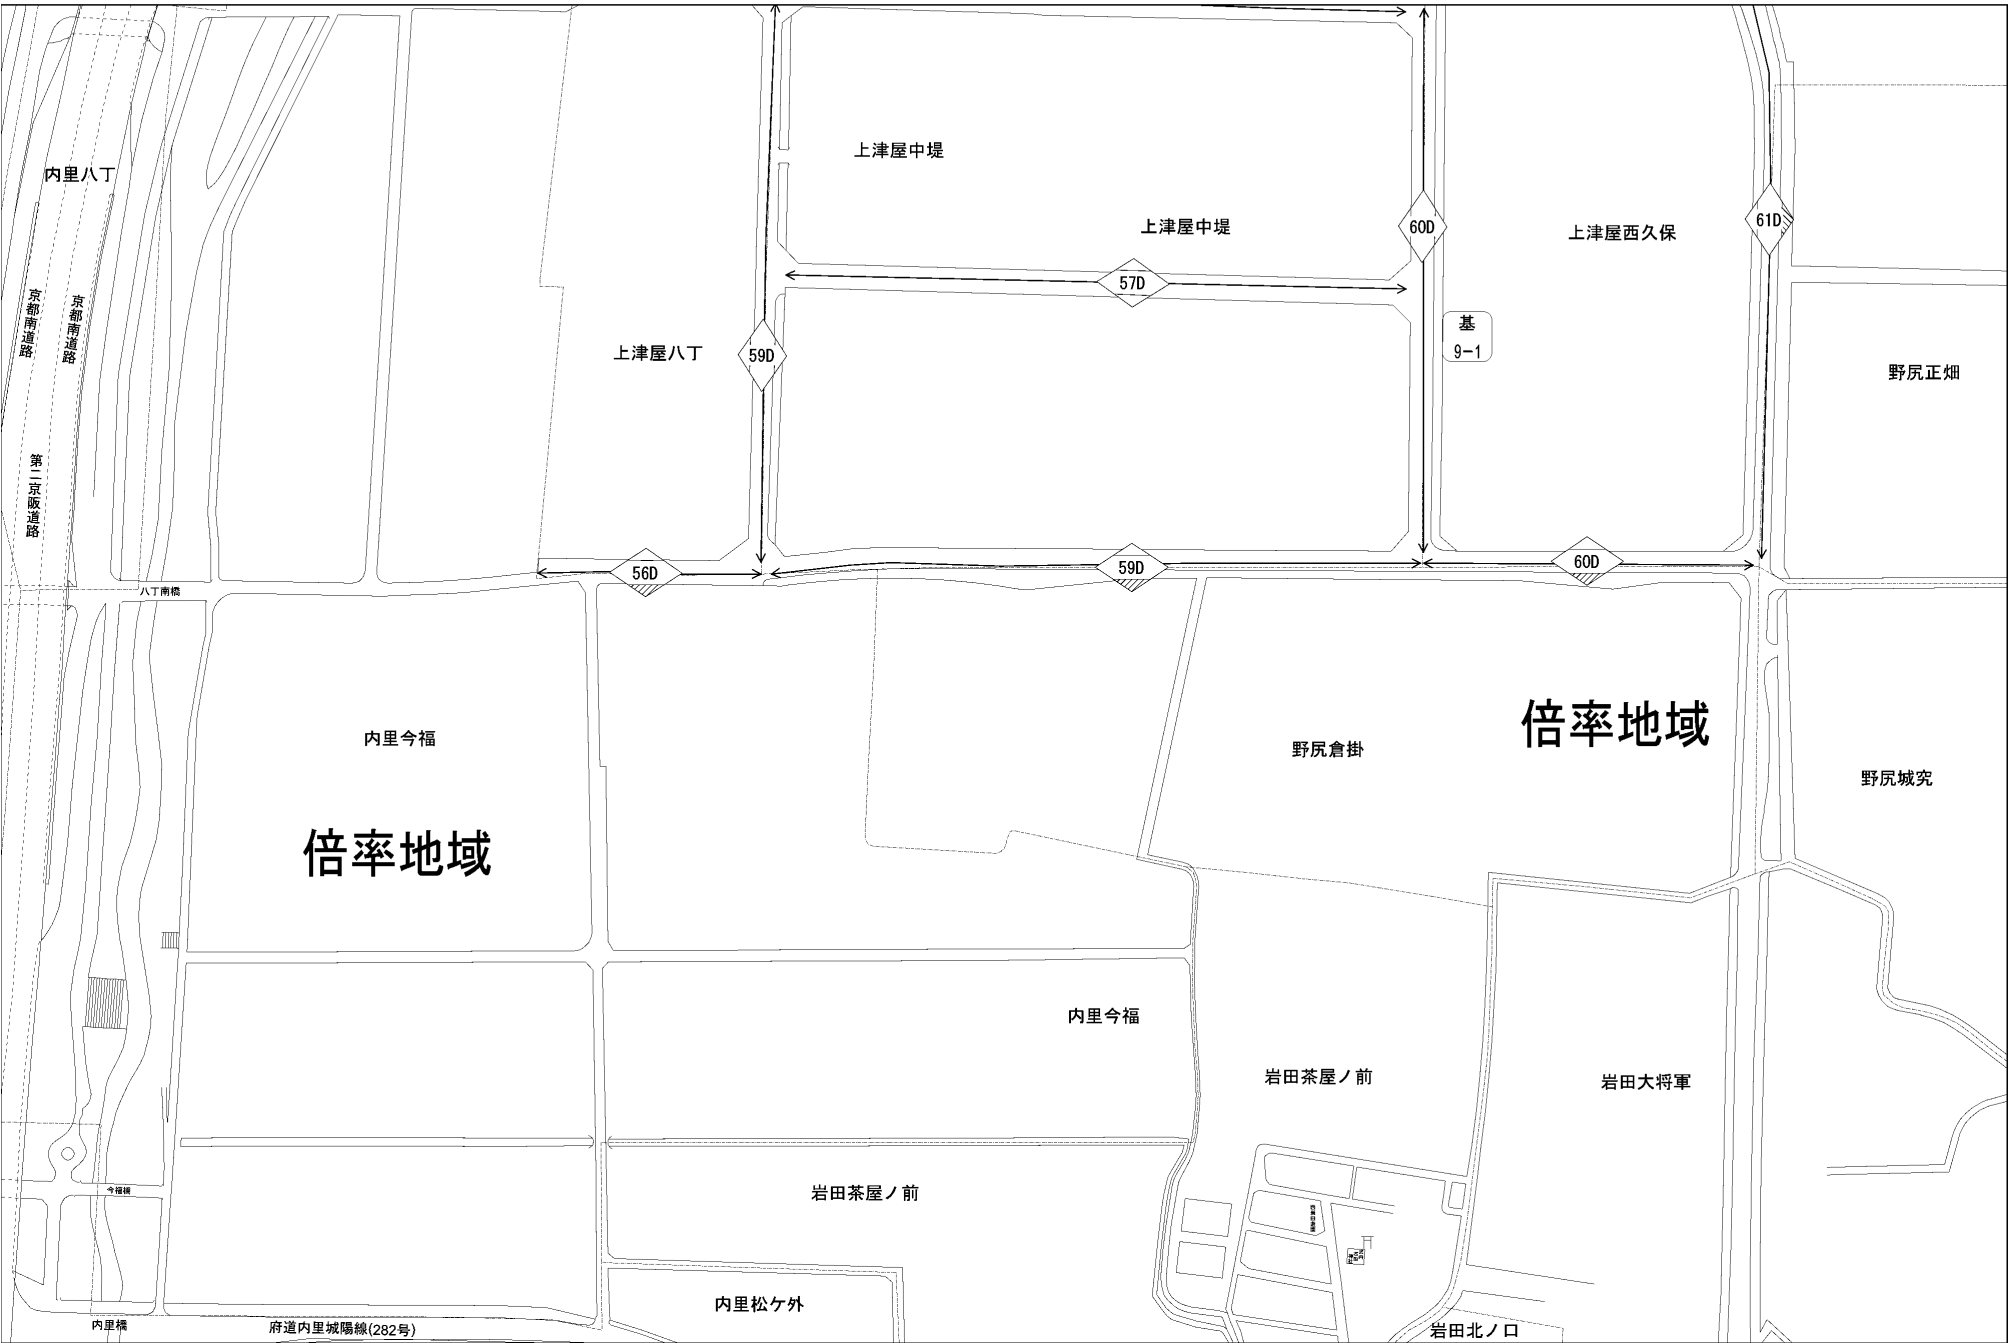 上津屋中堤
内里八丁
上津屋中堤
60D
上津屋西久保
61D
57D
京都南道路
京都南道路
基
9-1
上津屋八丁
59D
野尻正畑
第二京阪道路
56D
59D
60D
八丁南橋
倍率地域
内里今福
野尻倉掛
野尻城究
倍率地域
内里今福
岩田茶屋ノ前
岩田大将軍
今福橋
岩田茶屋ノ前
内里松ケ外
内里橋
府道内里城陽線(282号)
岩田北ノ口